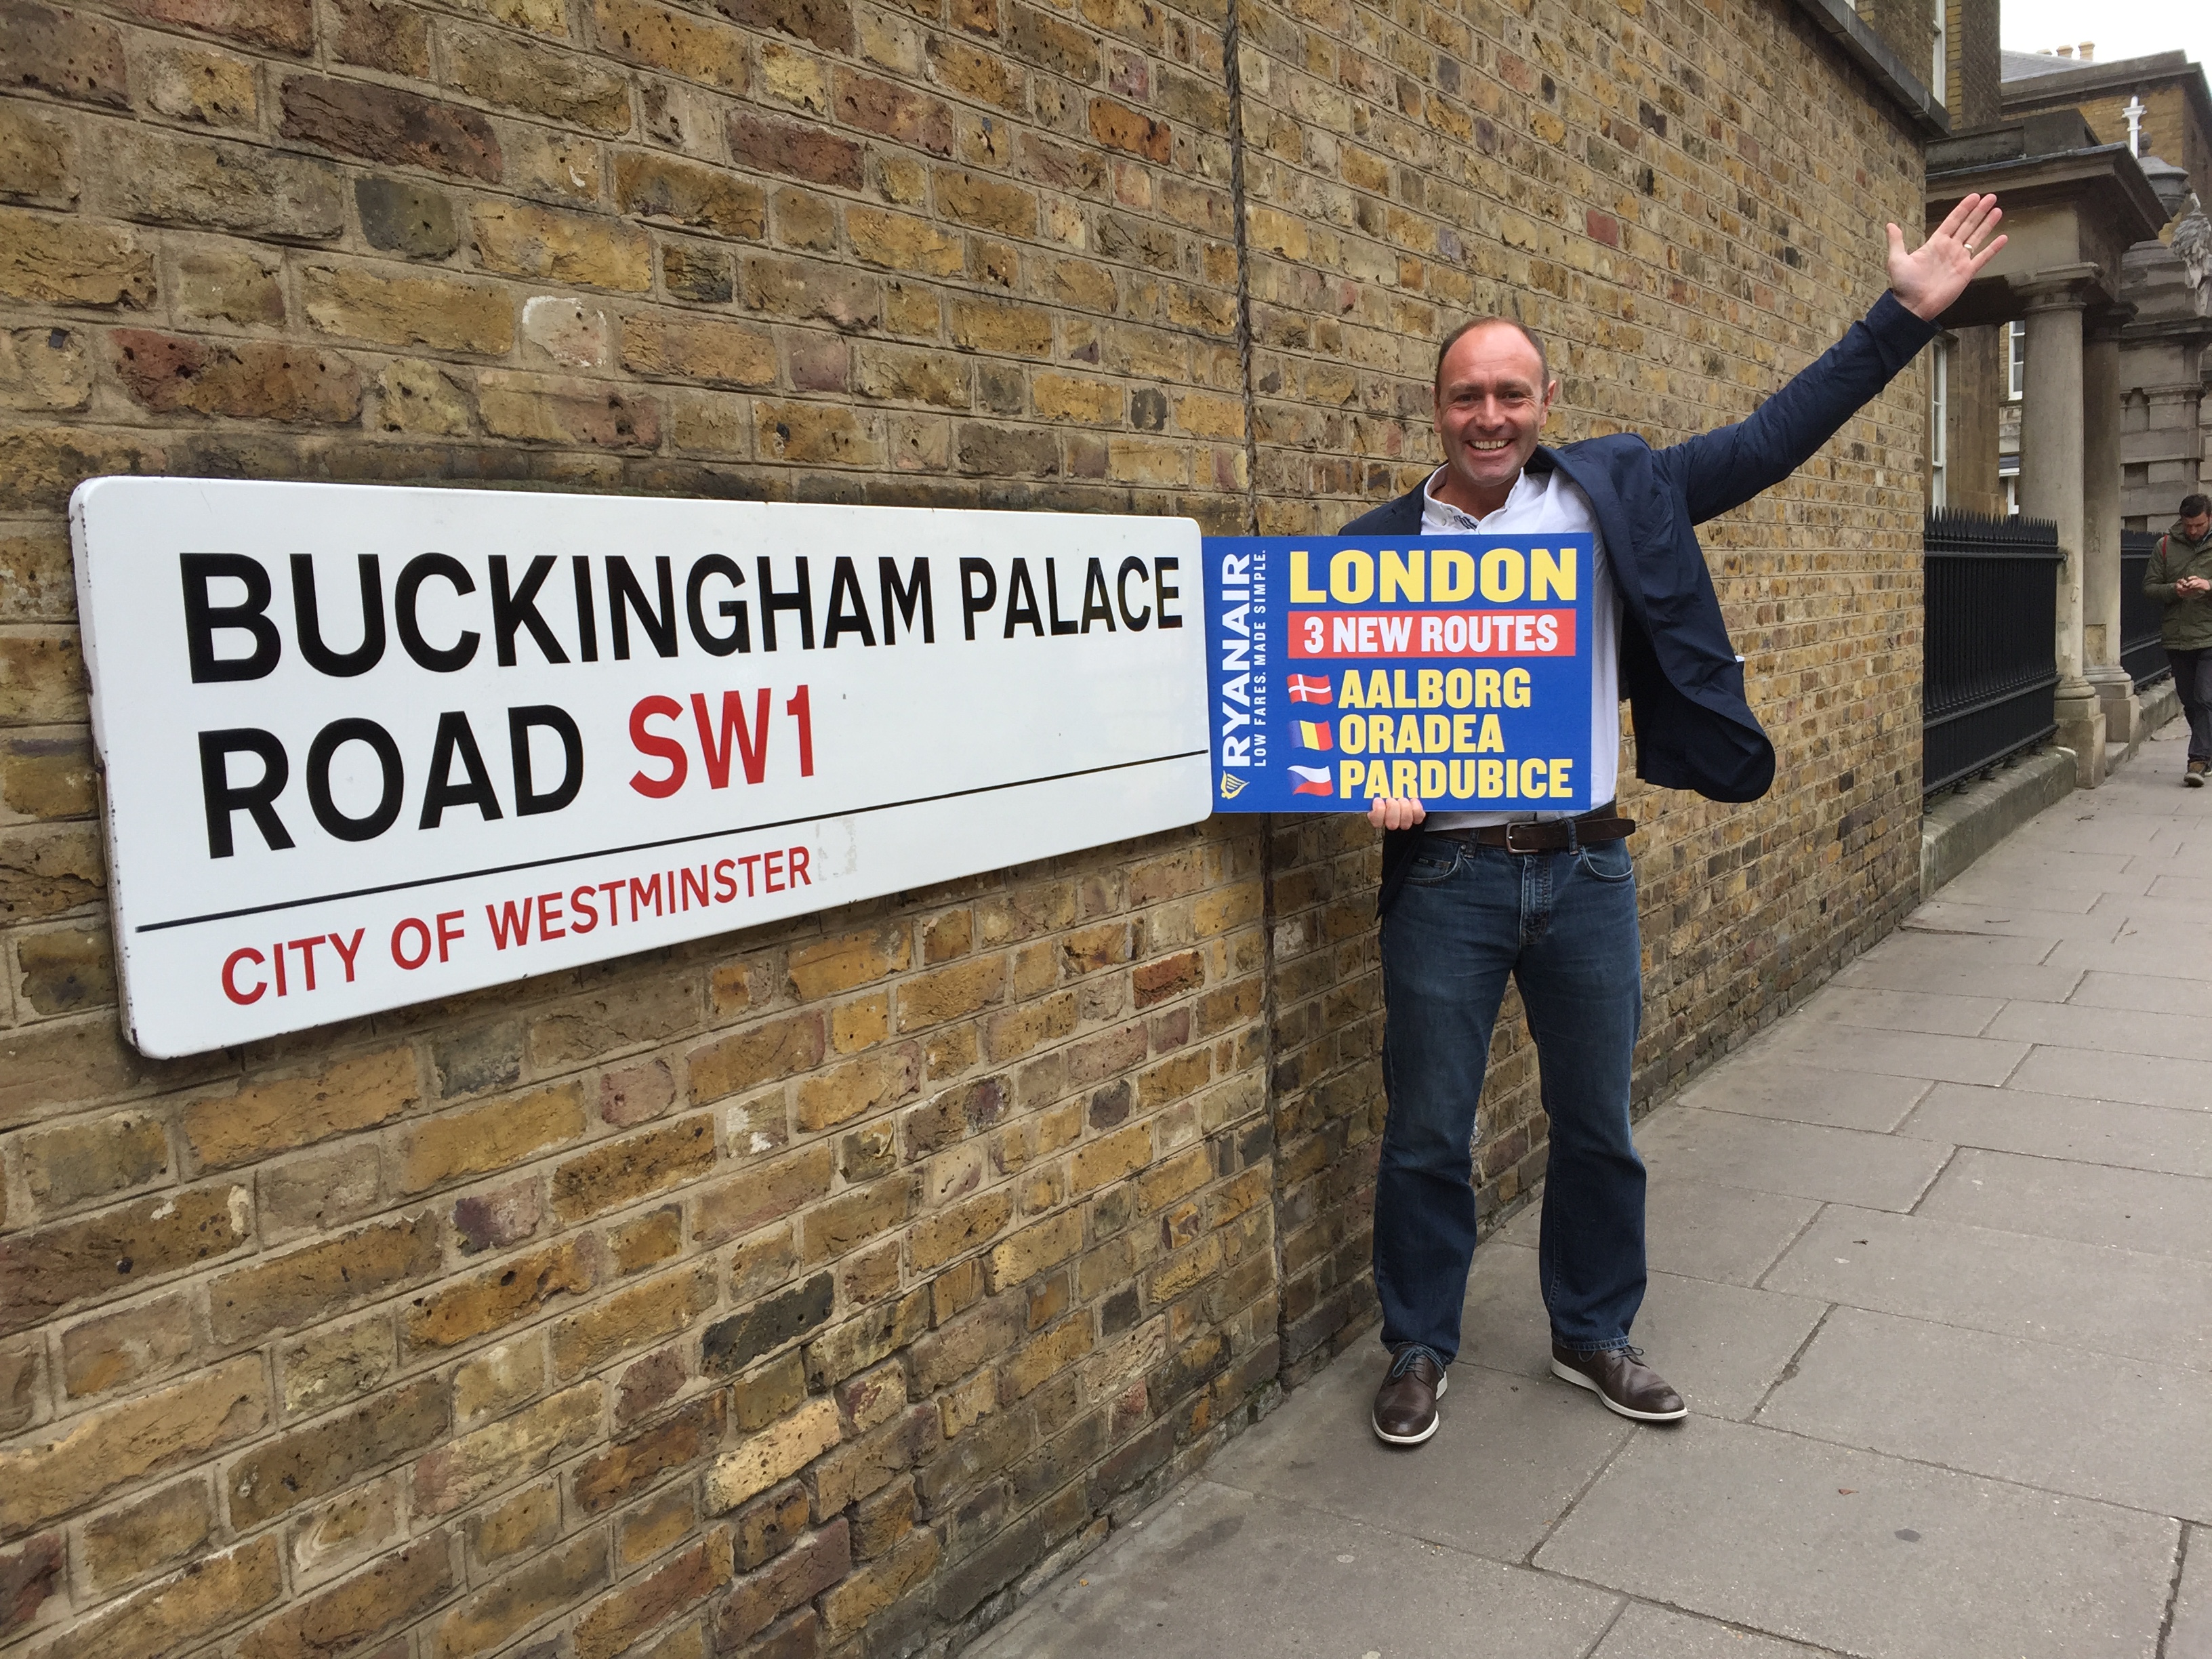 BUCKINGHAM PALACE
ROAD SW1
CITY OF WESTMINSTER
RYANAIR
LOW FARES. MADE SIMPLE.
LONDON
3 NEW ROUTES
AALBORG
ORADEA
PARDUBICE